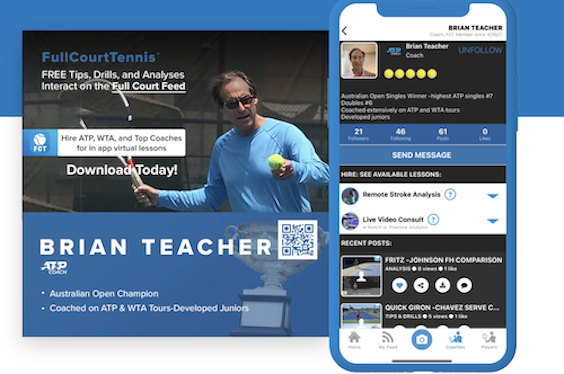 FullCourtTennis™
FREE Tips, Drills, and Analyses
Interact on the Full Court Feed
FCT
Hire ATP, WTA, and Top Coaches
for in app virtual lessons
Download Today!
BRIAN TEACHER
ATP
COACH
• Australian Open Champion
• Coached on ATP & WTA Tours-Developed Juniors
BRIAN TEACHER
Coach, FCT Member since 4/28/21
ATP
COACH
Brian Teacher
Coach
UNFOLLOW
Australian Open Singles Winner -highest ATP singles #7
Doubles #6
Coached extensively on ATP and WTA tours
Developed juniors
21 46 61 0
Followers Following Posts Likes
SEND MESSAGE
HIRE: SEE AVAILABLE LESSONS:
Remote Stroke Analysis ?
Live Video Consult ?
e-Match or Practice Analysis
RECENT POSTS:
FRITZ -JOHNSON FH COMPARISON
ANALYSIS ● 8 views ● 1 like
QUICK GIRON -CHAVEZ SERVE C...
TIPS & DRILLS ● 5 views ● 1 like
Home My Feed Coaches Players